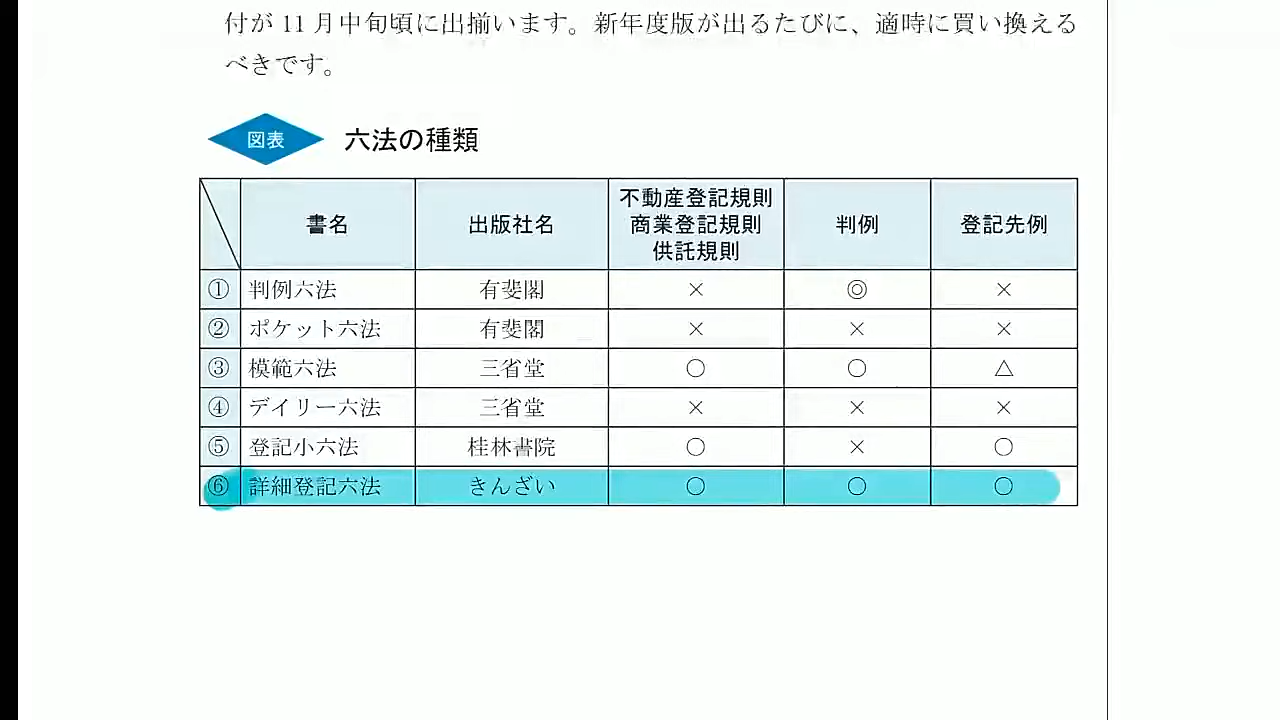 付が 11 月中旬頃に出揃います。新年度版が出るたびに、適時に買い換える
べきです。
図表 六法の種類
書名 出版社名 不動産登記規則 商業登記規則 供託規則 判例 登記先例
① 判例六法 有斐閣 × ◎ ×
② ポケット六法 有斐閣 × × ×
③ 模範六法 三省堂 ○ ○ △
④ デイリー六法 三省堂 × × ×
⑤ 登記小六法 桂林書院 ○ × ○
⑥ 詳細登記六法 きんざい ○ ○ ○